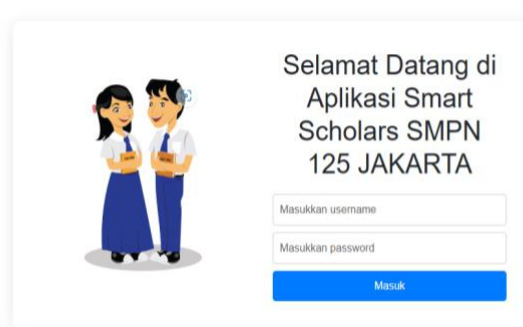 Selamat Datang di
Aplikasi Smart
Scholars SMPN
125 JAKARTA
Masukkan username
Masukkan password
Masuk